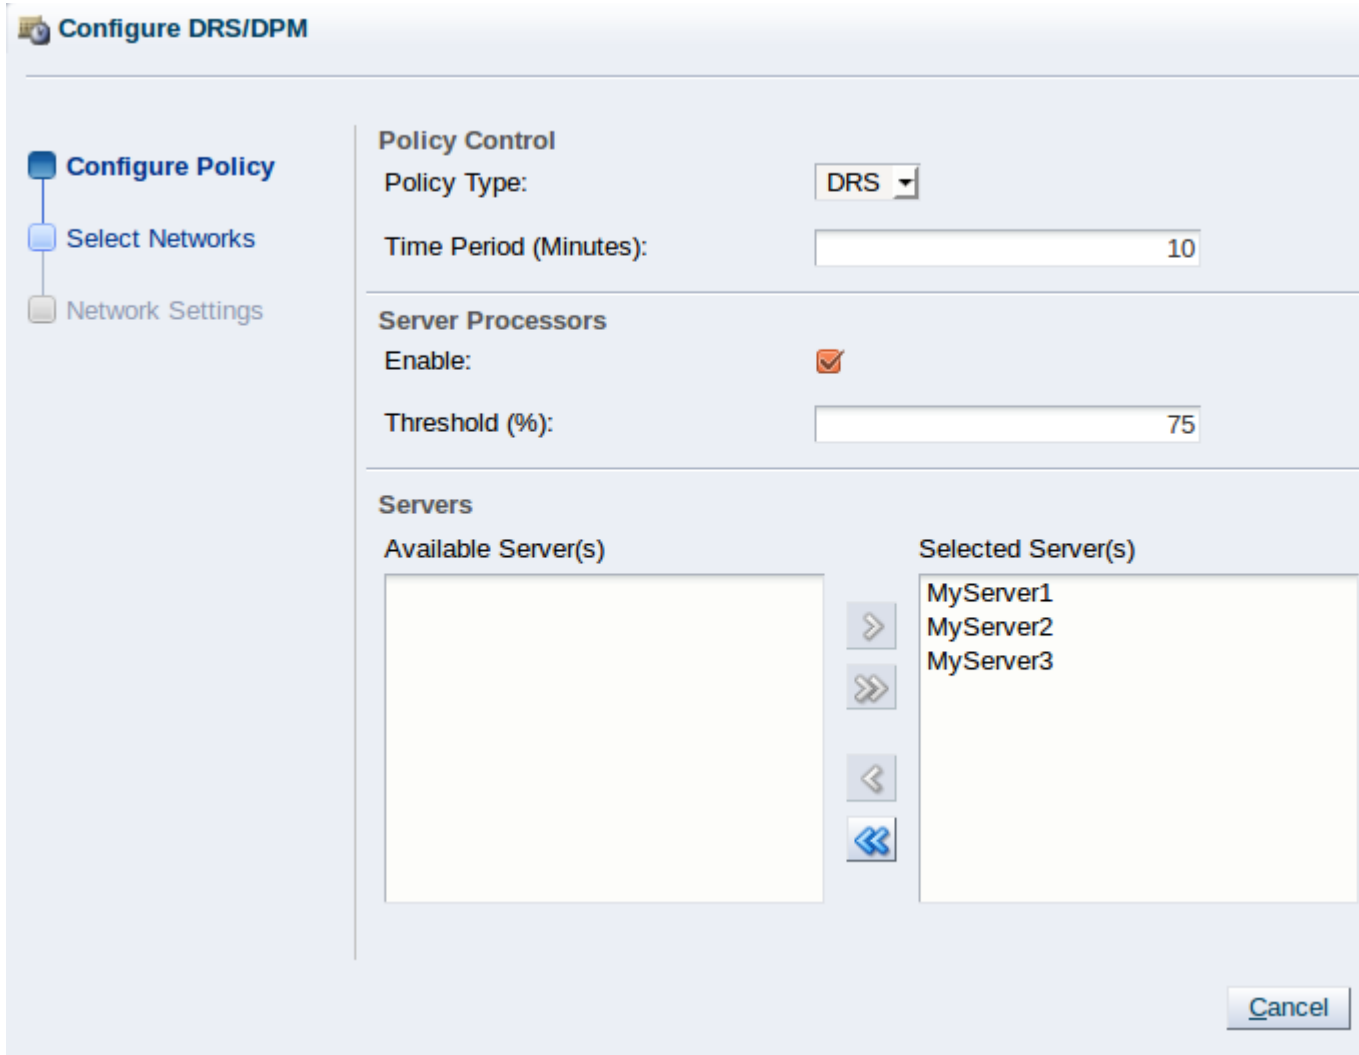 Configure DRS/DPM
Configure Policy
Select Networks
Network Settings
Policy Control
Policy Type: DRS
Time Period (Minutes): 10
Server Processors
Enable:
Threshold (%): 75
Servers
Available Server(s)
Selected Server(s)
MyServer1
MyServer2
MyServer3
Cancel